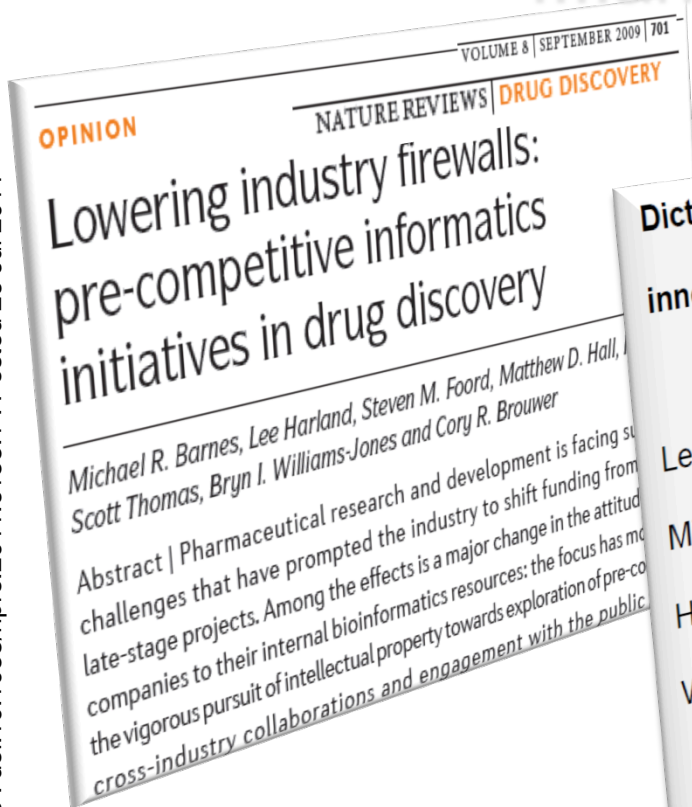 VOLUME 8 | SEPTEMBER 2009 | 701
NATURE REVIEWS | DRUG DISCOVERY
OPINION
Lowering industry firewalls:
pre-competitive informatics
initiatives in drug discovery
Michael R. Barnes, Lee Harland, Steven M. Foord, Matthew D. Hall,
Scott Thomas, Bryn I. Williams-Jones and Cory R. Brouwer
Abstract | Pharmaceutical research and development is facing
challenges that have prompted the industry to shift funding from
late-stage projects. Among the effects is a major change in the attitud
companies to their internal bioinformatics resources: the focus has mo
the vigorous pursuit of intellectual property towards exploration of pre-co
cross-industry collaborations and engagement with the public
Dict
inn
Le
M
H